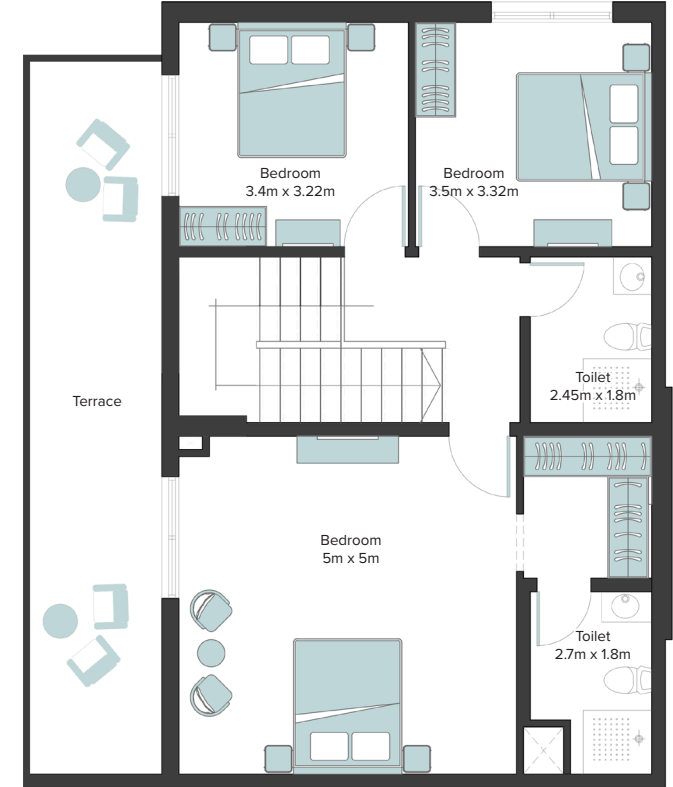 Bedroom
3.4m x 3.22m
Bedroom
3.5m x 3.32m
Toilet
2.45m x 1.8m
Terrace
Bedroom
5m x 5m
Toilet
2.7m x 1.8m